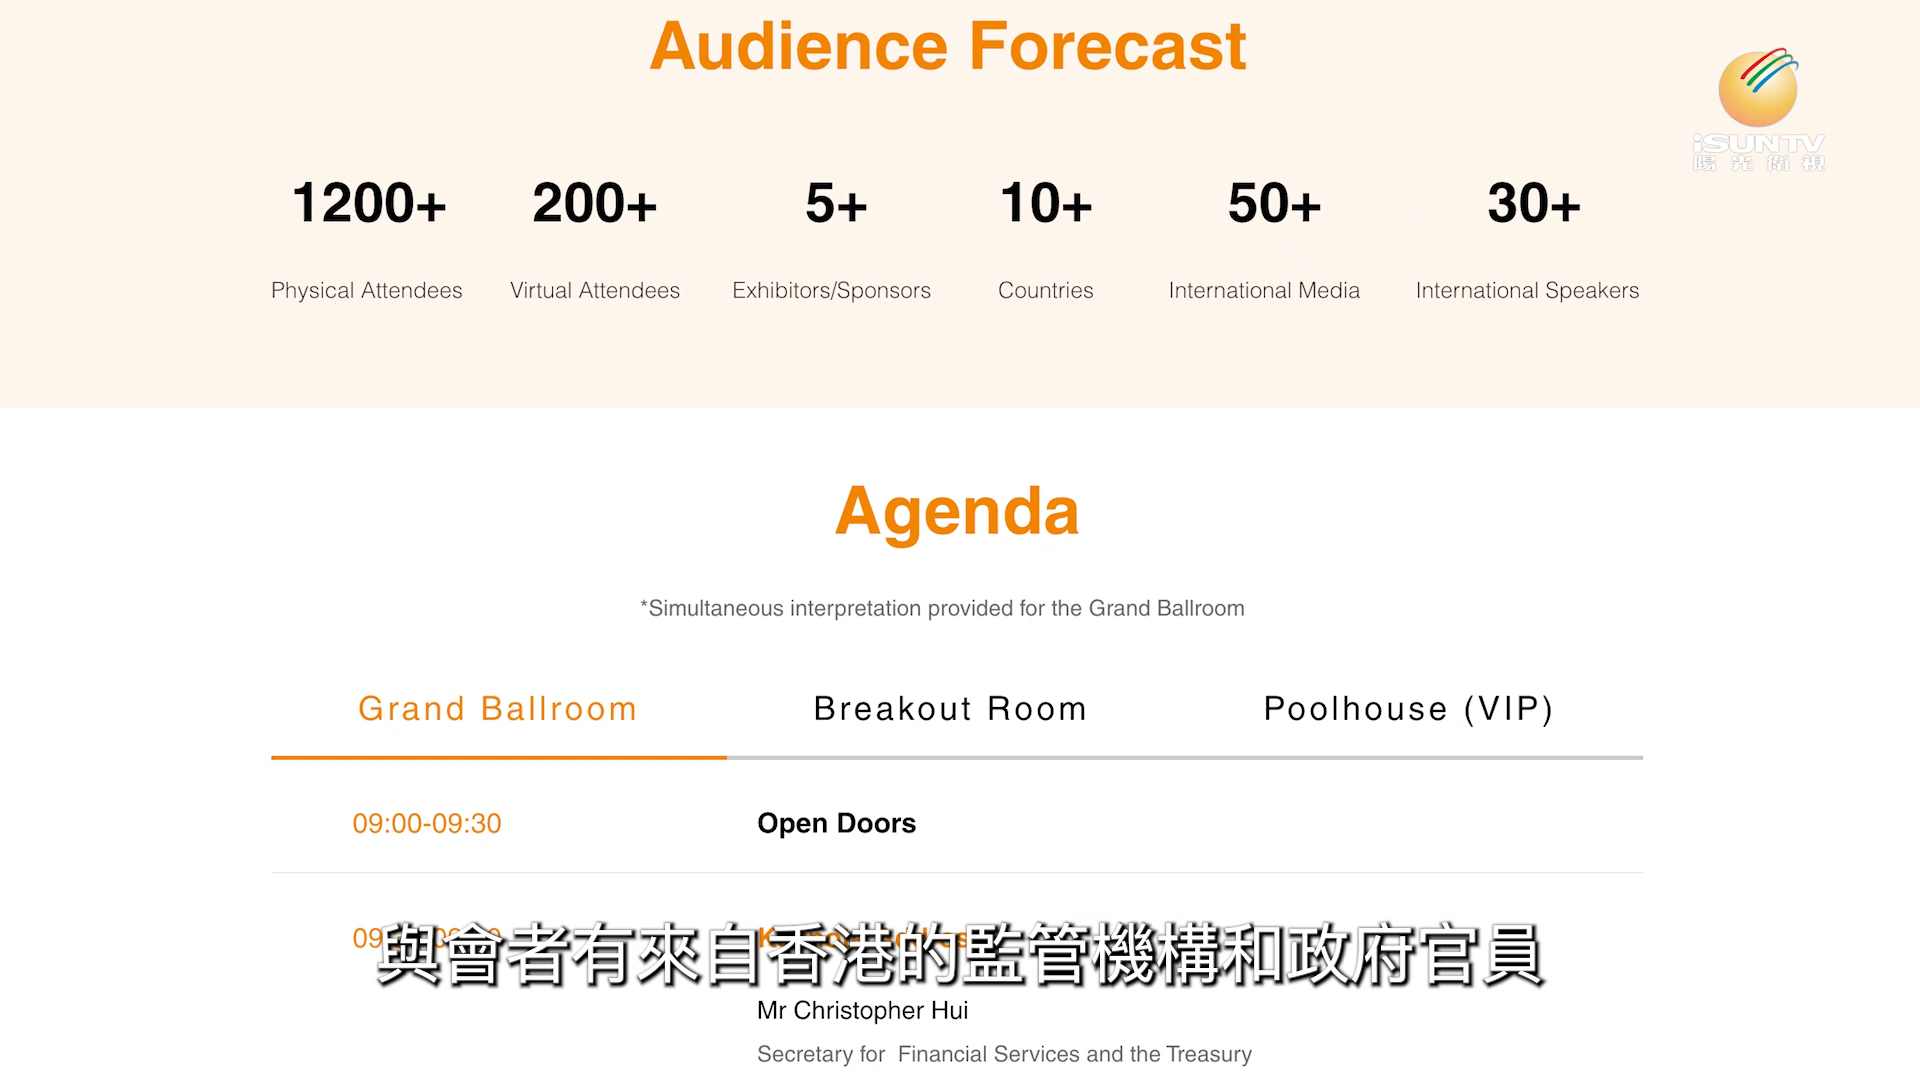 Audience Forecast
iSUNTV
陽光衛視
1200+ 200+ 5+ 10+ 50+ 30+
Physical Attendees Virtual Attendees Exhibitors/Sponsors Countries International Media International Speakers
Agenda
*Simultaneous interpretation provided for the Grand Ballroom
Grand Ballroom Breakout Room Poolhouse (VIP)
09:00-09:30 Open Doors
與會者有來自香港的監管機構和政府官員
Mr Christopher Hui
Secretary for Financial Services and the Treasury